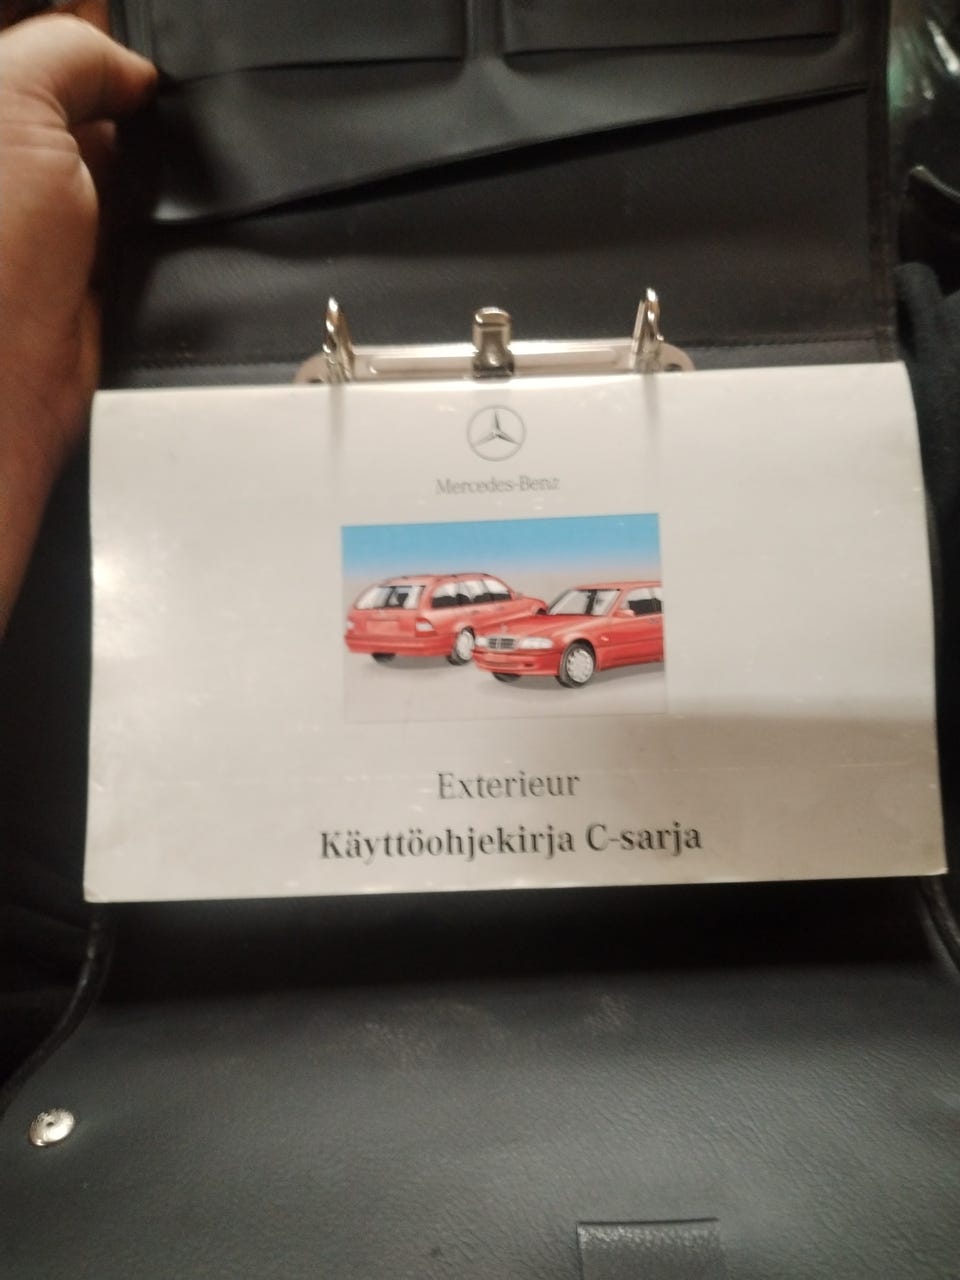 Mercedes-Benz
Exterieur
Käyttöohjekirja C-sarja